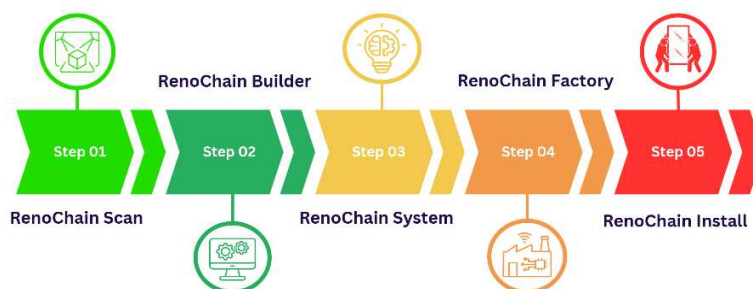 RenoChain Builder
RenoChain Factory
Step 01
Step 02
Step 03
Step 04
Step 05
RenoChain Scan
RenoChain System
RenoChain Install